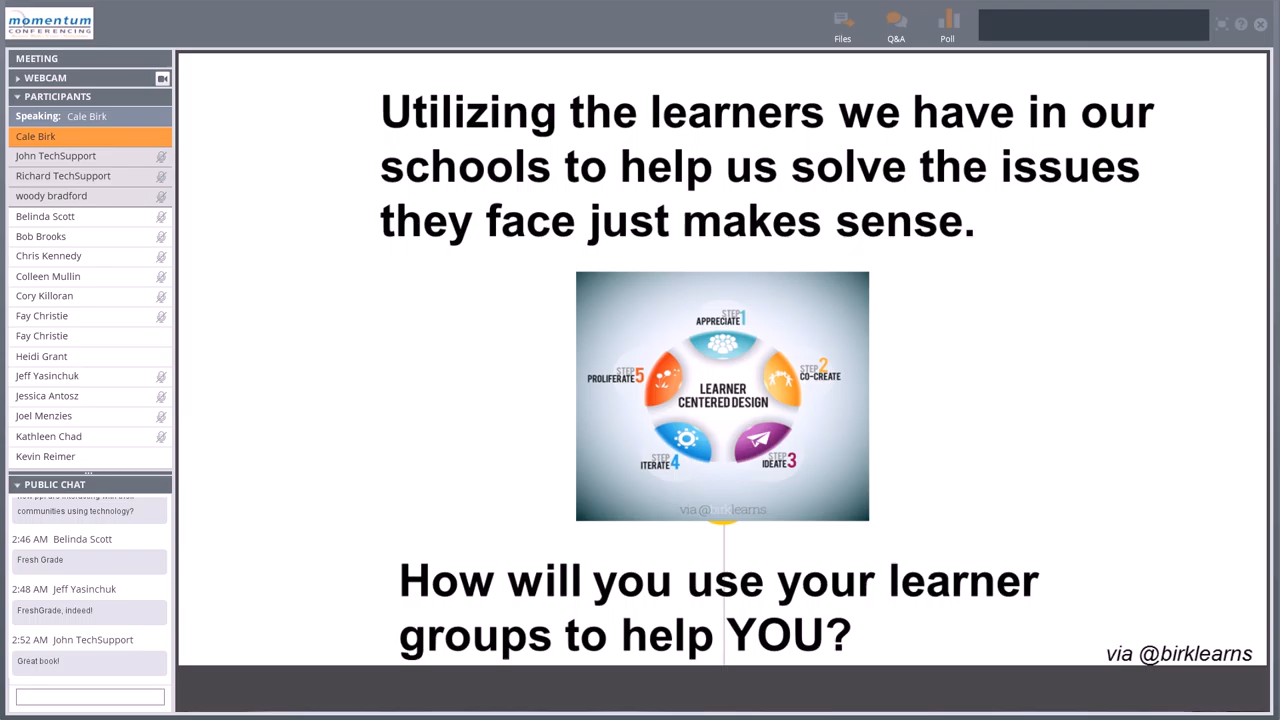 momentum
CONFERENCING
Files
Q&A
Poll
MEETING
WEBCAM
PARTICIPANTS
Speaking: Cale Birk
Cale Birk
John TechSupport
Richard TechSupport
woody bradford
Belinda Scott
Bob Brooks
Chris Kennedy
Colleen Mullin
Cory Killoran
Fay Christie
Fay Christie
Heidi Grant
Jeff Yasinchuk
Jessica Antosz
Joel Menzies
Kathleen Chad
Kevin Reimer
PUBLIC CHAT
communities using technology?
2:46 AM Belinda Scott
Fresh Grade
2:48 AM Jeff Yasinchuk
FreshGrade, indeed!
2:52 AM John TechSupport
Great book!
Utilizing the learners we have in our
schools to help us solve the issues
they face just makes sense.
STEP 1
APPRECIATE
STEP 2
CO-CREATE
STEP 3
IDEATE
STEP 4
ITERATE
STEP 5
PROLIFERATE
LEARNER
CENTERED DESIGN
via @birklearns
How will you use your learner
groups to help YOU?
via @birklearns